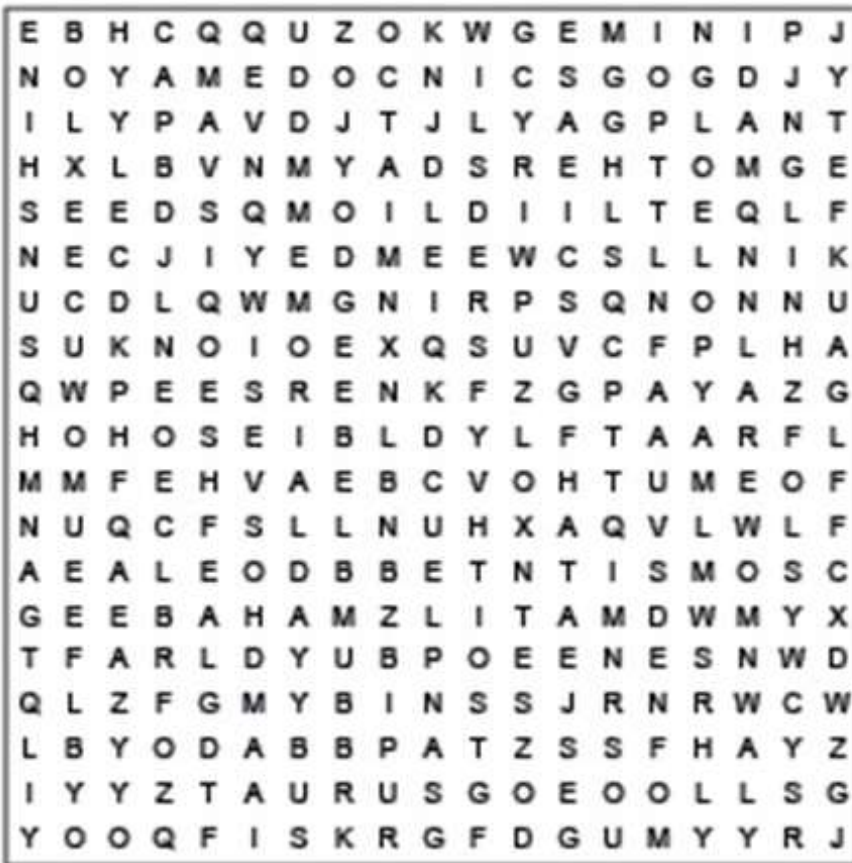 E B H C Q Q U Z O K W G E M I N I P J
N O Y A M E D O C N I C S G O G D J Y
I L Y P A V D J T J L Y A G P L A N T
H X L B V N M Y A D S R E H T O M G E
S E E D S Q M O I L D I I L T E Q L F
N E C J I Y E D M E E W C S L L N I K
U C D L Q W M G N I R P S Q N O N N U
S U K N O I O E X Q S U V C F P L H A
Q W P E E S R E N K F Z G P A Y A Z G
H O H O S E I B L D Y L F T A A R F L
M M F E H V A E B C V O H T U M E O F
N U Q C F S L L N U H X A Q V L W L F
A E A L E O D B B E T N T I S M O S C
G E E B A H A M Z L I T A M D W M Y X
T F A R L D Y U B P O E E N E S N W D
Q L Z F G M Y B I N S S J R N R W C W
L B Y O D A B B P A T Z S S F H A Y Z
I Y Y Z T A U R U S G O E O O L L S G
Y O O Q F I S K R G F D G U M Y Y R J